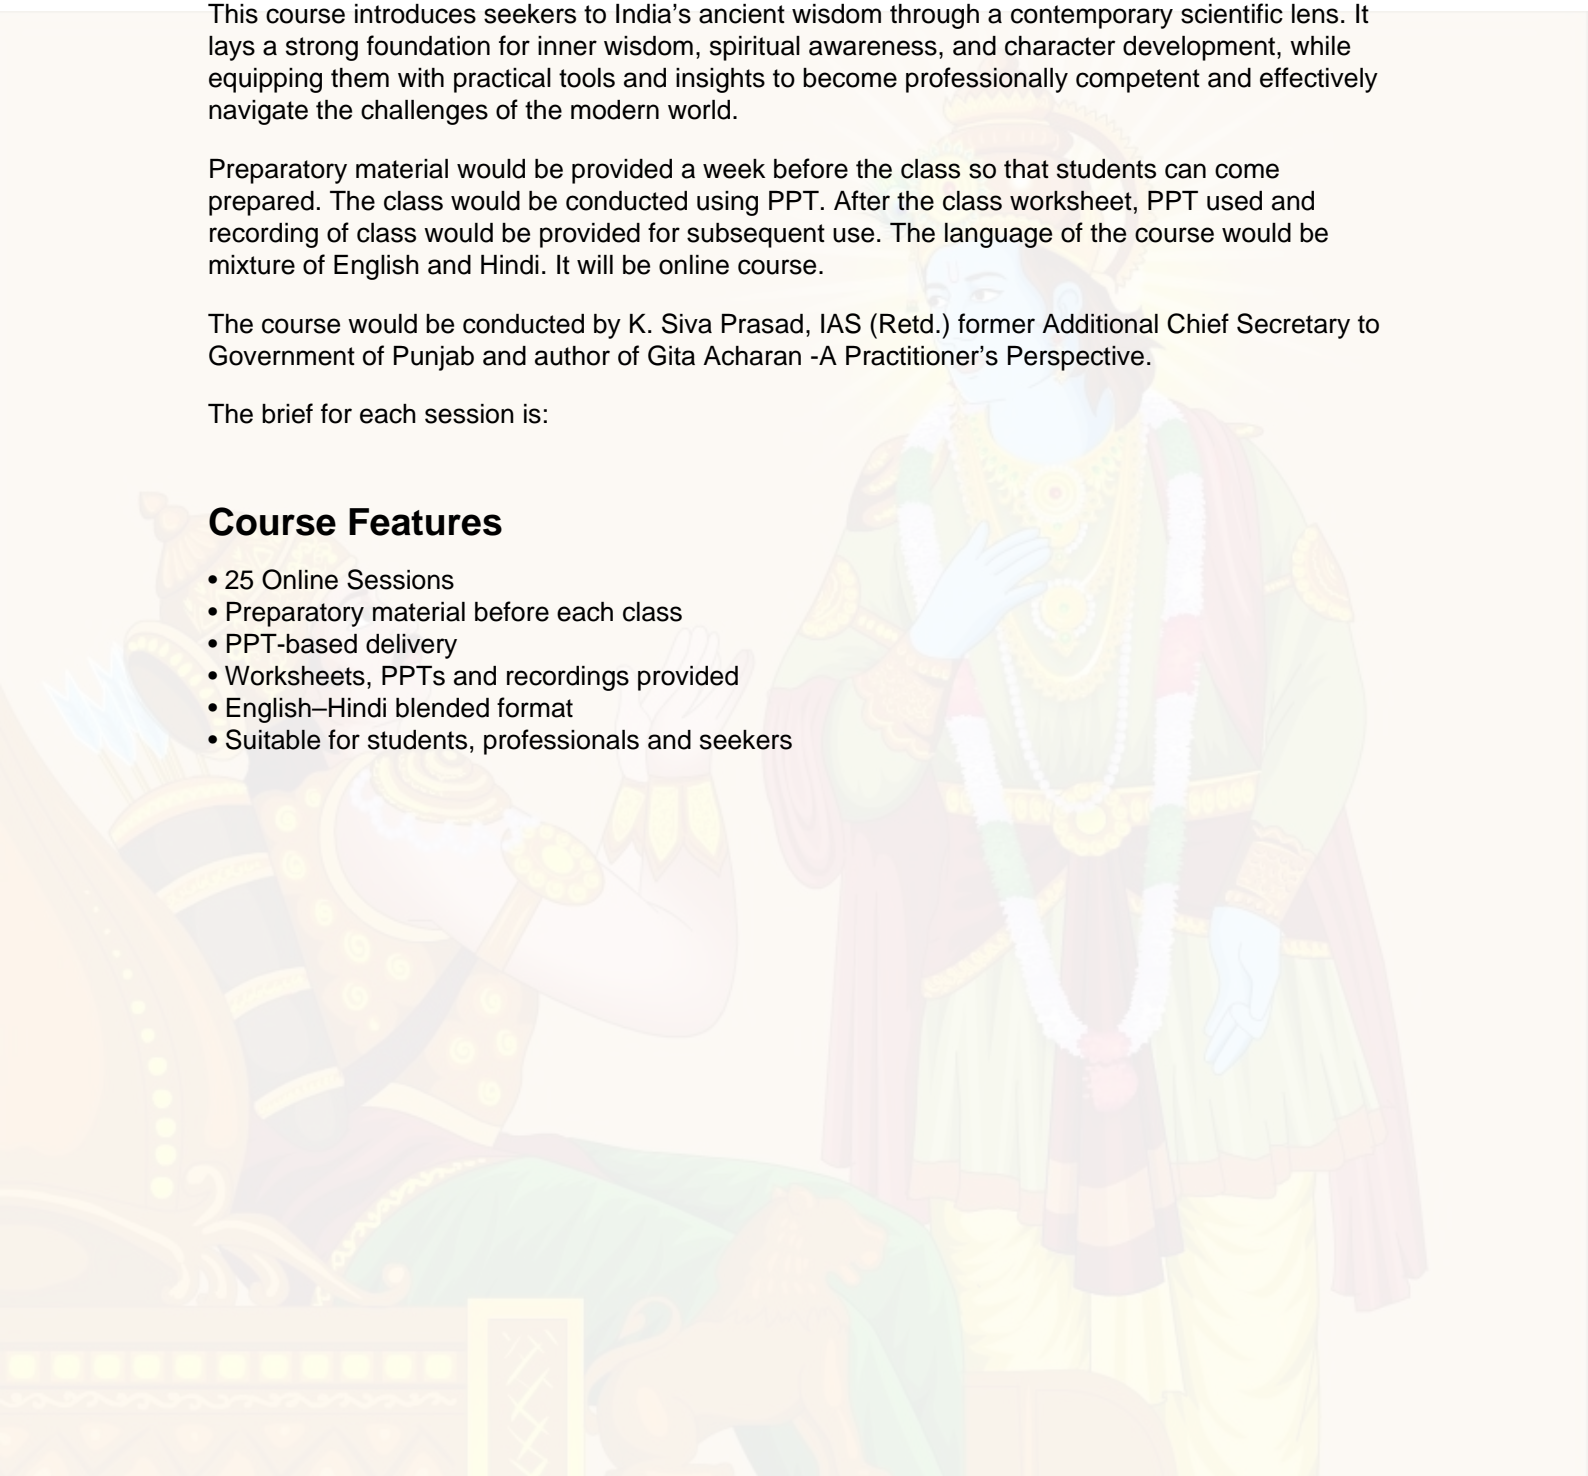 This course introduces seekers to India’s ancient wisdom through a contemporary scientific lens. It
lays a strong foundation for inner wisdom, spiritual awareness, and character development, while
equipping them with practical tools and insights to become professionally competent and effectively
navigate the challenges of the modern world.
Preparatory material would be provided a week before the class so that students can come
prepared. The class would be conducted using PPT. After the class worksheet, PPT used and
recording of class would be provided for subsequent use. The language of the course would be
mixture of English and Hindi. It will be online course.
The course would be conducted by K. Siva Prasad, IAS (Retd.) former Additional Chief Secretary to
Government of Punjab and author of Gita Acharan -A Practitioner’s Perspective.
The brief for each session is:
Course Features
• 25 Online Sessions
• Preparatory material before each class
• PPT-based delivery
• Worksheets, PPTs and recordings provided
• English–Hindi blended format
• Suitable for students, professionals and seekers